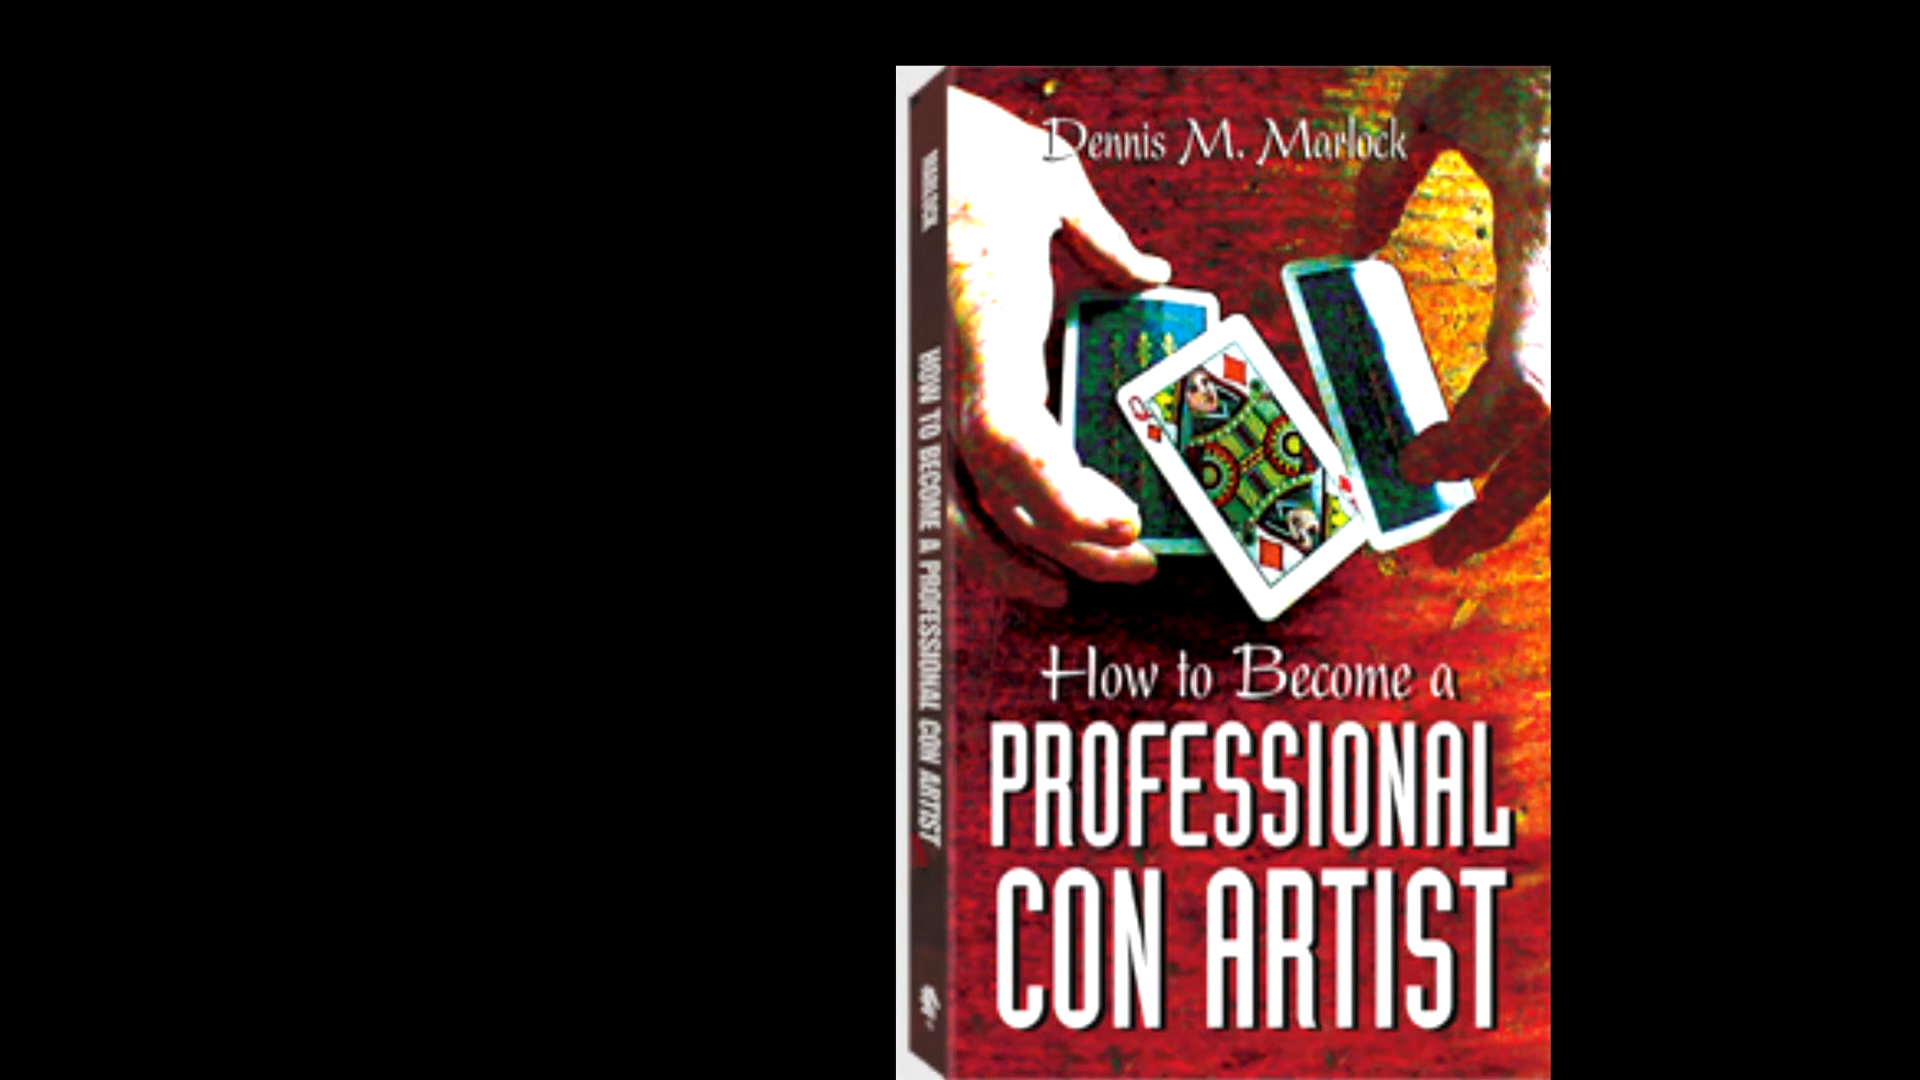 Dennis M. Marlock
How to Become a
PROFESSIONAL
CON ARTIST
MARLOCK
HOW TO BECOME A PROFESSIONAL CON ARTIST
Q